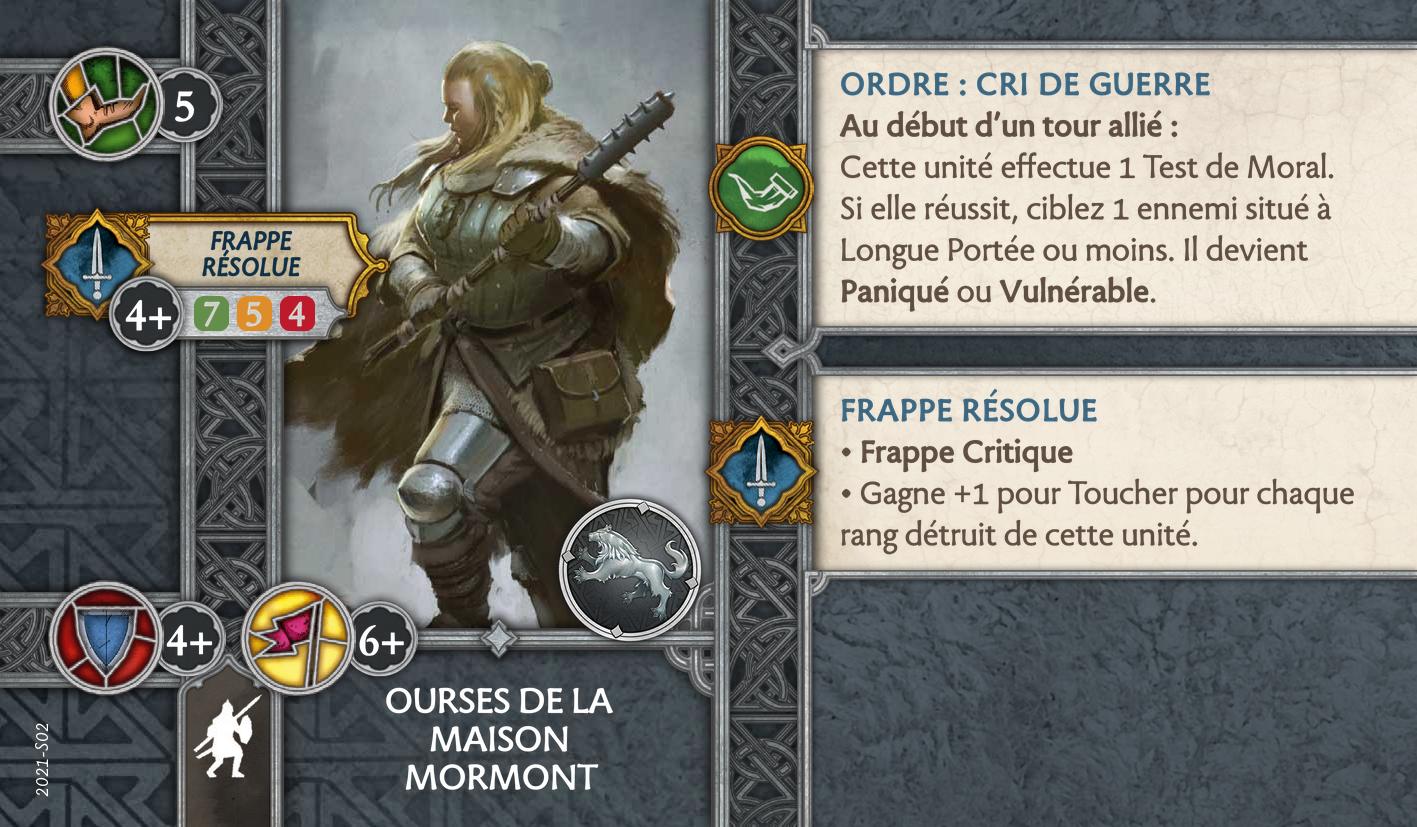 5
FRAPPE
RÉSOLUE
4+ 7 5 4
4+ 6+
OURSES DE LA
MAISON
MORMONT
2021-S02
ORDRE : CRI DE GUERRE
Au début d’un tour allié :
Cette unité effectue 1 Test de Moral.
Si elle réussit, ciblez 1 ennemi situé à
Longue Portée ou moins. Il devient
Paniqué ou Vulnérable.
FRAPPE RÉSOLUE
• Frappe Critique
• Gagne +1 pour Toucher pour chaque
rang détruit de cette unité.